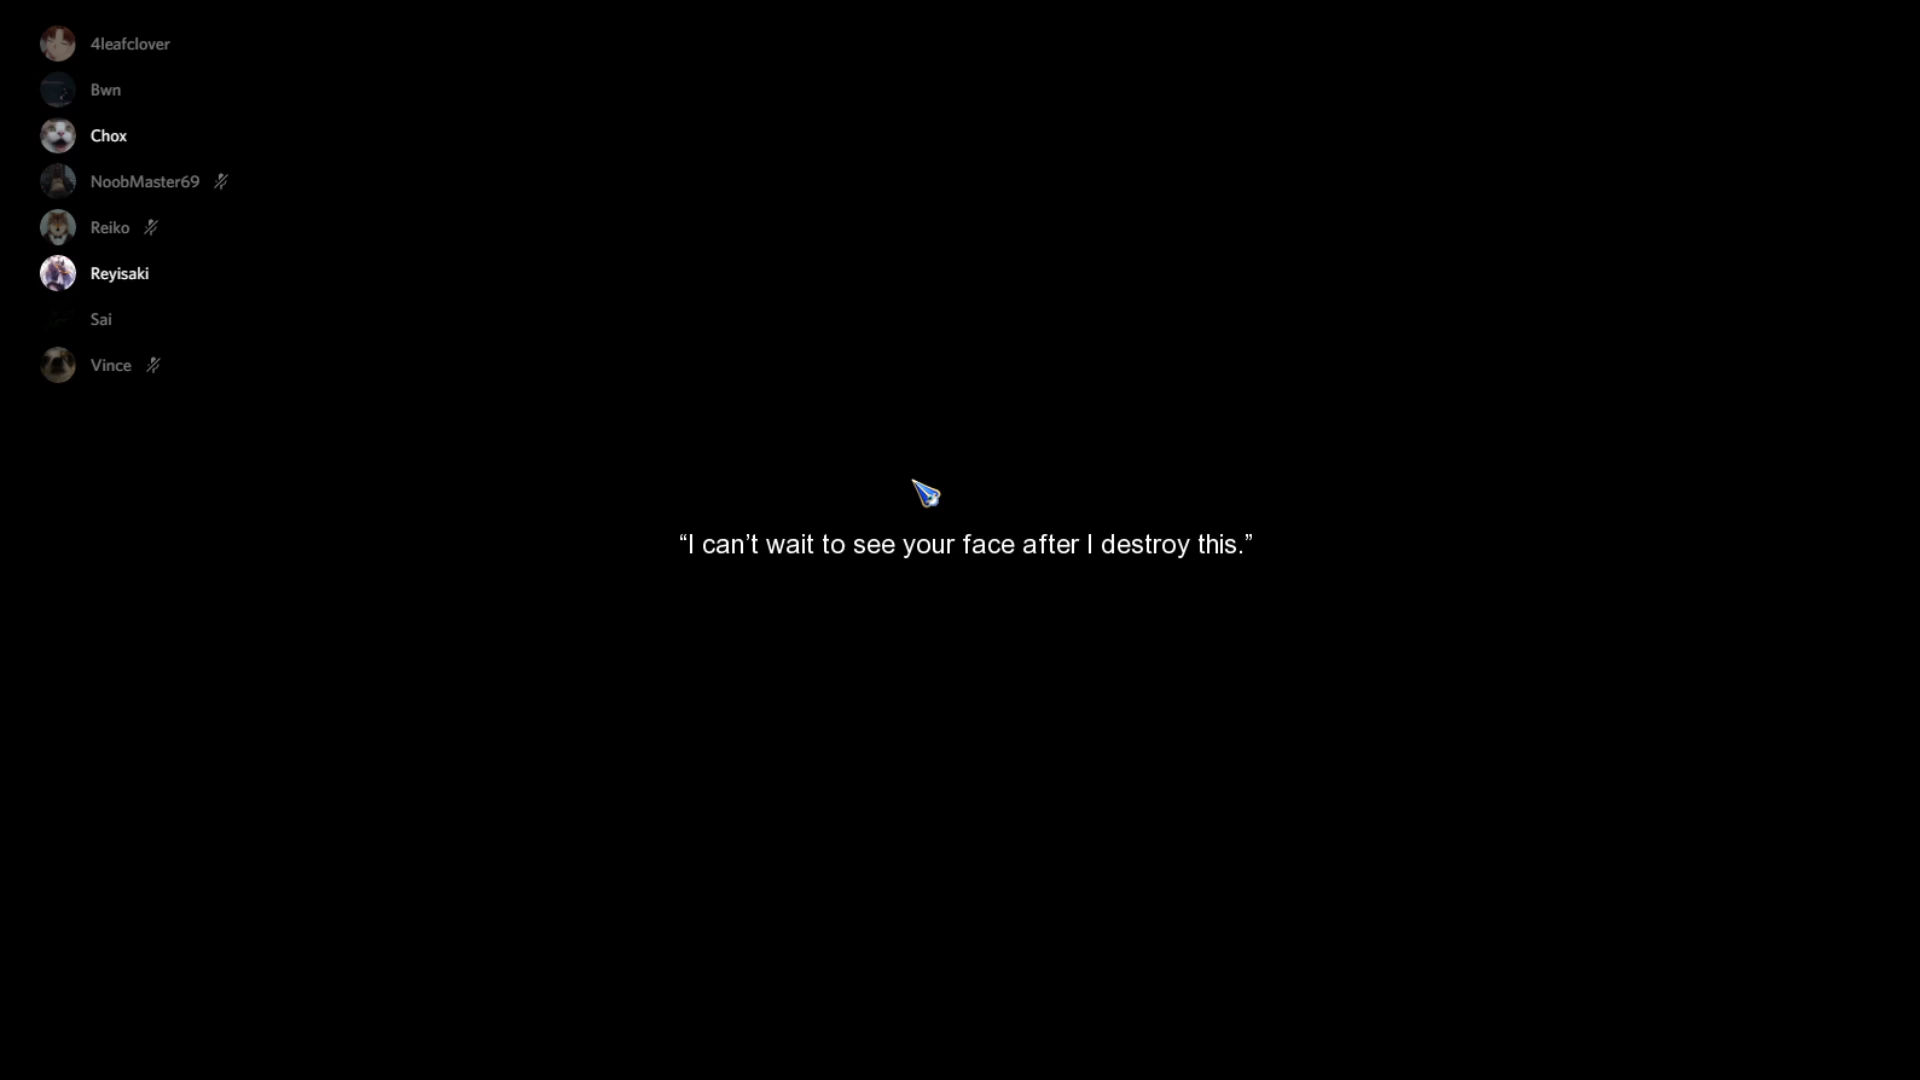 4leafclover
Bwn
Chox
NoobMaster69
Reiko
Reyisaki
Sai
Vince
“I can’t wait to see your face after I destroy this.”